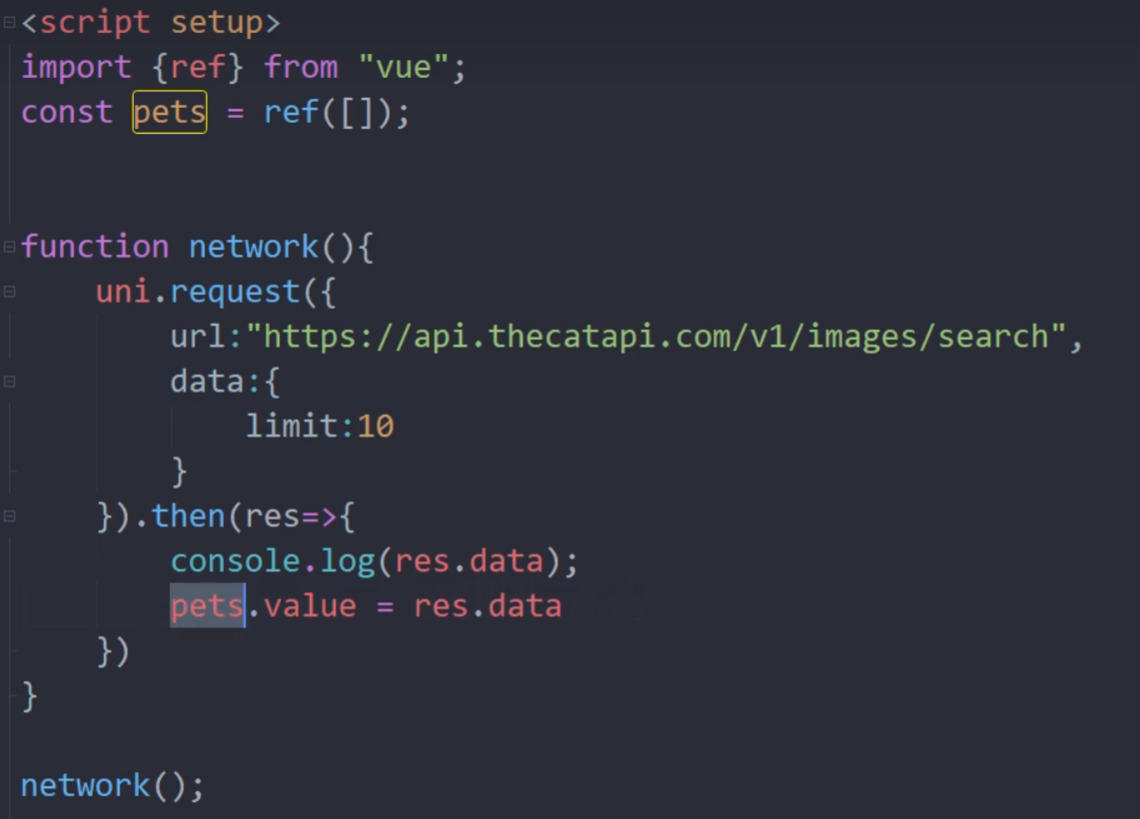 <script setup>
import {ref} from "vue";
const pets = ref([]);
function network(){
    uni.request({
        url:"https://api.thecatapi.com/v1/images/search",
        data:{
            limit:10
        }
    }).then(res=>{
        console.log(res.data);
        pets.value = res.data
    })
}
network();